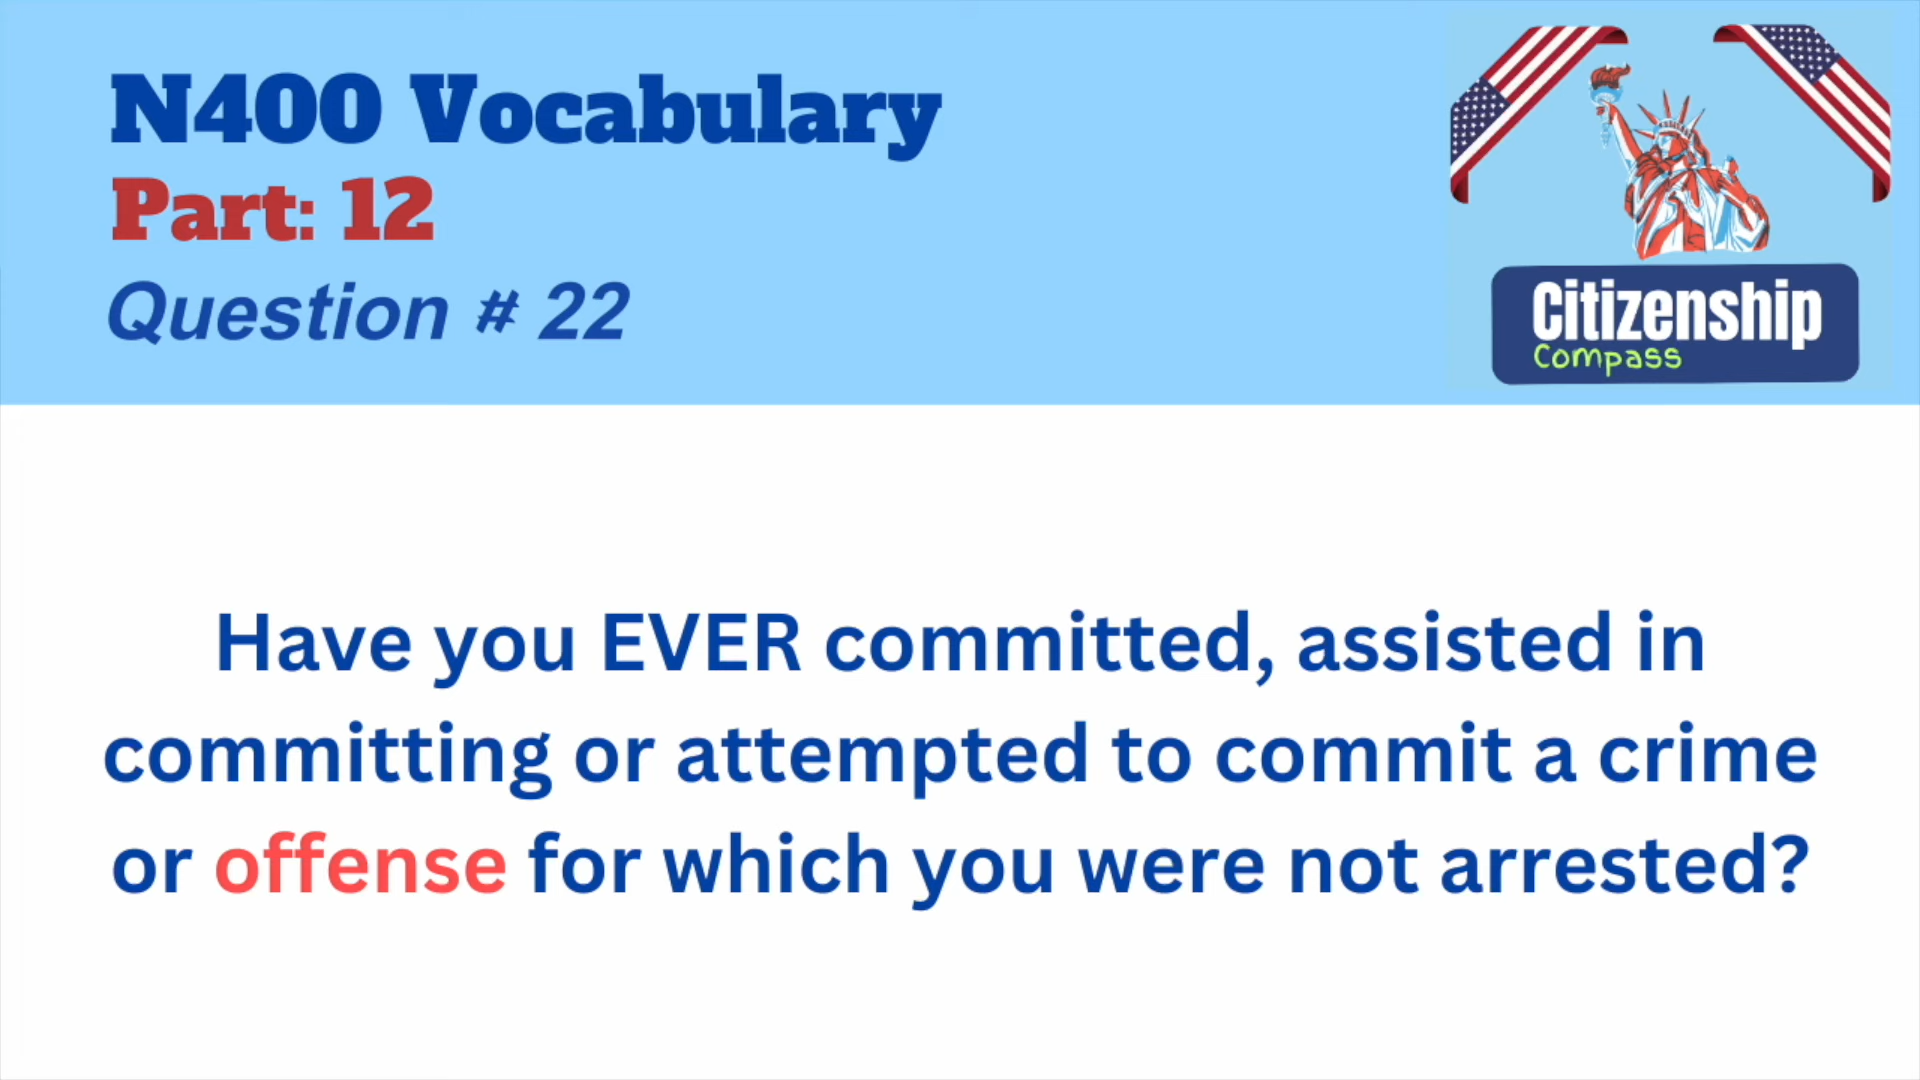 N400 Vocabulary
Part: 12
Question # 22
Citizenship
Compass
Have you EVER committed, assisted in
committing or attempted to commit a crime
or offense for which you were not arrested?